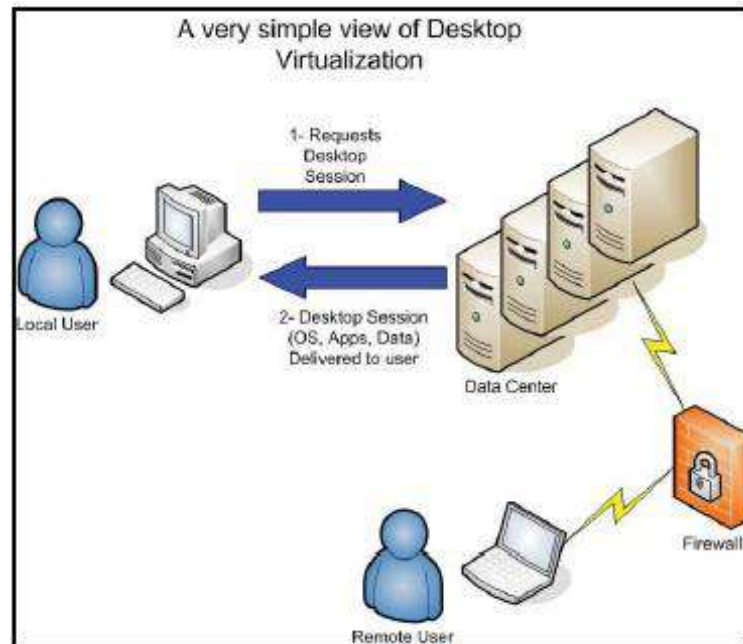 A very simple view of Desktop
Virtualization
1- Requests
Desktop
Session
Local User
2- Desktop Session
(OS, Apps, Data)
Delivered to user
Data Center
Firewall
Remote User